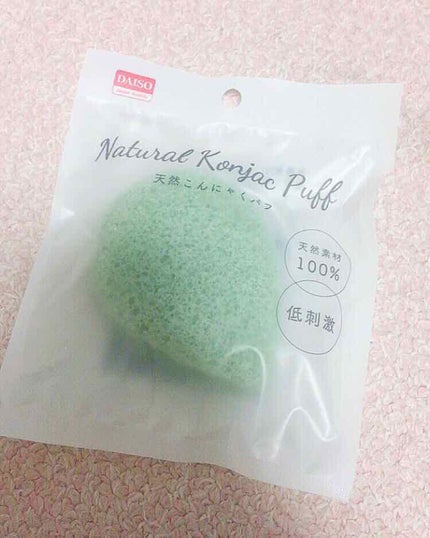 DAISO
Natural Konjac Puff
天然こんにゃくパフ
天然素材
100%
低刺激